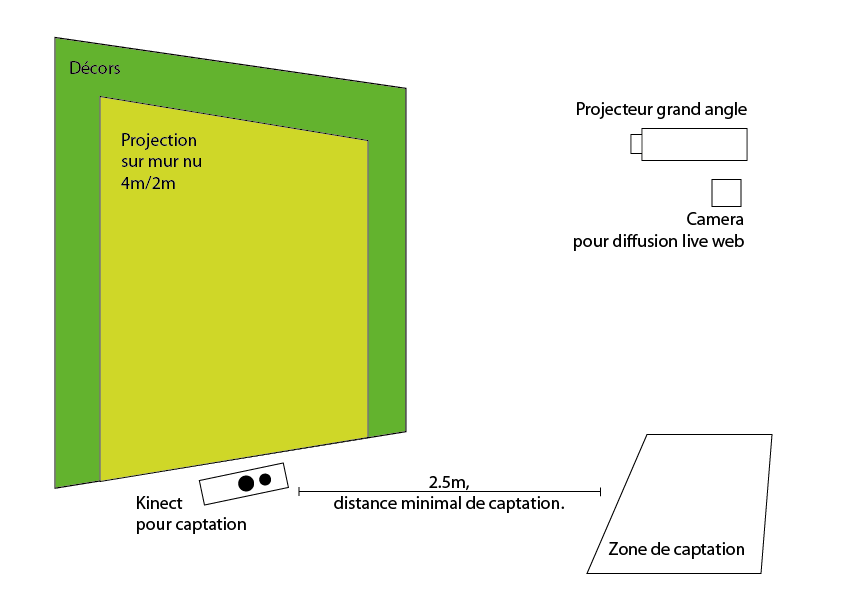 Décors
Projection
sur mur nu
4m/2m
Projecteur grand angle
Camera
pour diffusion live web
Kinect
pour captation
2.5m,
distance minimal de captation.
Zone de captation